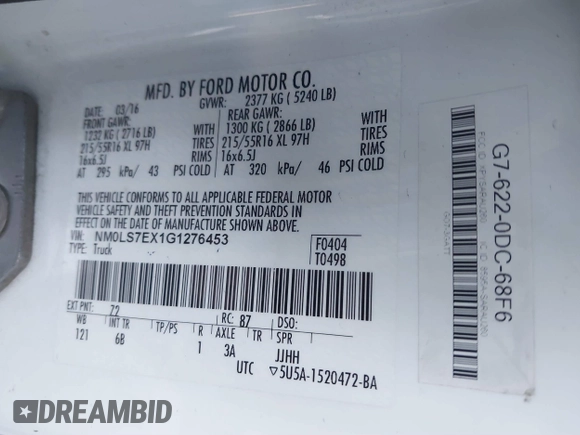 MFD. BY FORD MOTOR CO.
DATE: 03/16 GVWR: 2377 KG (5240 LB)
FRONT GAWR: REAR GAWR:
1232 KG (2716 LB) WITH 1300 KG (2866 LB) WITH
215/55R16 XL 97H TIRES 215/55R16 XL 97H TIRES
16x6.5J RIMS 16x6.5J RIMS
AT 295 kPa/ 43 PSI COLD AT 320 kPa/ 46 PSI COLD
THIS VEHICLE CONFORMS TO ALL APPLICABLE FEDERAL MOTOR
VEHICLE SAFETY STANDARDS IN
EFFECT ON THE DATE OF MANUFACTURE SHOWN ABOVE.
VIN: NM0LS7EX1G1276453 F0404
TYPE: Truck T0498
EXT PNT: Z2 RC: 87 DSO:
WB INT TR TP/PS R AXLE TR SPR
121 6B 1 3A JJHH
UTC ▽5U5A-1520472-BA
G7-622-0DC-68F6
DREAMBID